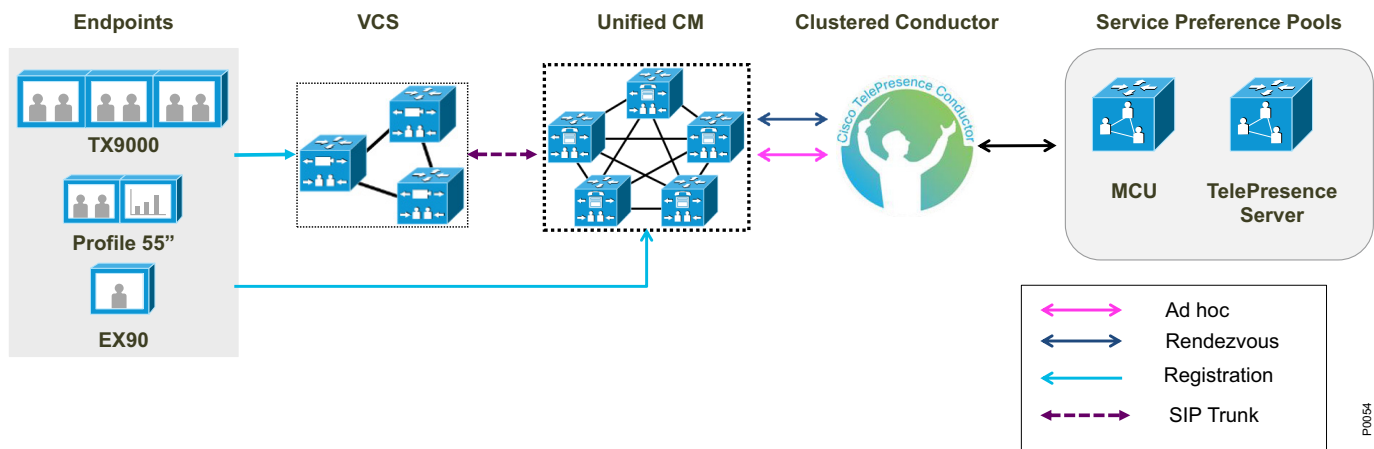 Endpoints
VCS
Unified CM
Clustered Conductor
Service Preference Pools
TX9000
Profile 55”
EX90
Cisco TelePresence Conductor
MCU
TelePresence
Server
Ad hoc
Rendezvous
Registration
SIP Trunk
P0054